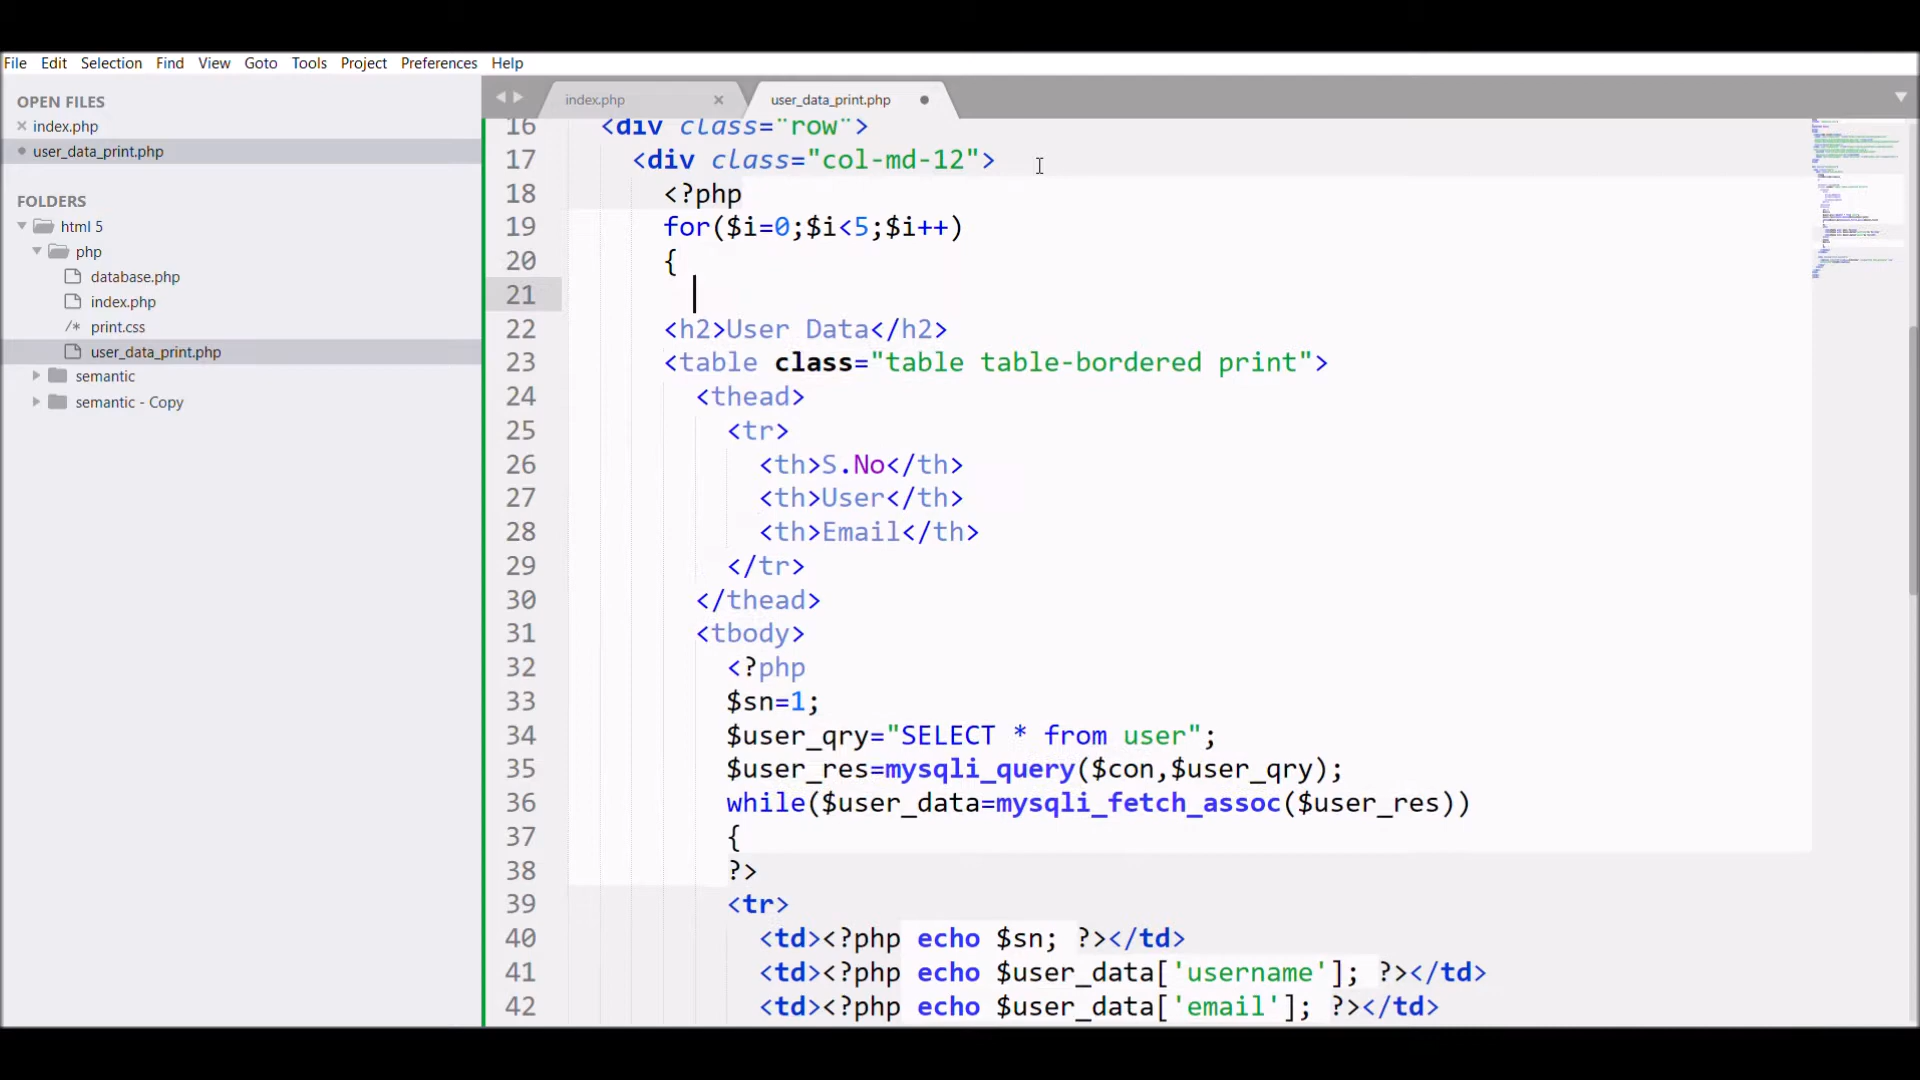 File Edit Selection Find View Goto Tools Project Preferences Help
OPEN FILES
index.php
user_data_print.php
FOLDERS
html 5
php
database.php
index.php
/* print.css
user_data_print.php
semantic
semantic - Copy
index.php
user_data_print.php
16 <div class="row">
17 <div class="col-md-12">
18 <?php
19 for($i=0;$i<5;$i++)
20 {
21
22 <h2>User Data</h2>
23 <table class="table table-bordered print">
24 <thead>
25 <tr>
26 <th>S.No</th>
27 <th>User</th>
28 <th>Email</th>
29 </tr>
30 </thead>
31 <tbody>
32 <?php
33 $sn=1;
34 $user_qry="SELECT * from user";
35 $user_res=mysqli_query($con,$user_qry);
36 while($user_data=mysqli_fetch_assoc($user_res))
37 {
38 ?>
39 <tr>
40 <td><?php echo $sn; ?></td>
41 <td><?php echo $user_data['username']; ?></td>
42 <td><?php echo $user_data['email']; ?></td>